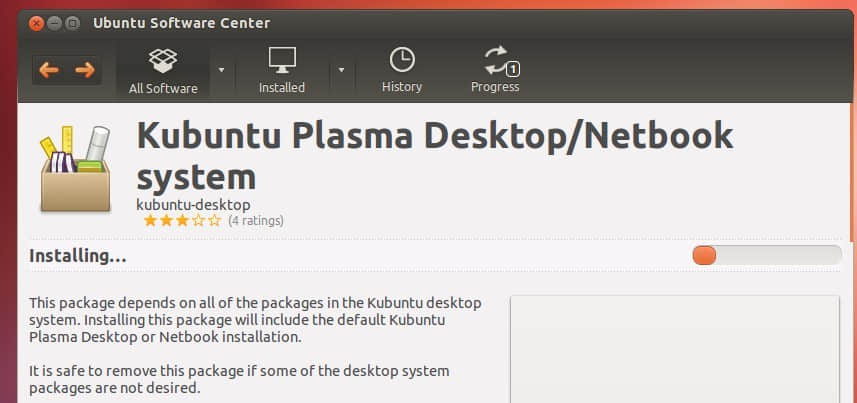 Ubuntu Software Center
All Software
Installed
History
Progress
1
Kubuntu Plasma Desktop/Netbook
system
kubuntu-desktop
(4 ratings)
Installing...
This package depends on all of the packages in the Kubuntu desktop
system. Installing this package will include the default Kubuntu
Plasma Desktop or Netbook installation.
It is safe to remove this package if some of the desktop system
packages are not desired.